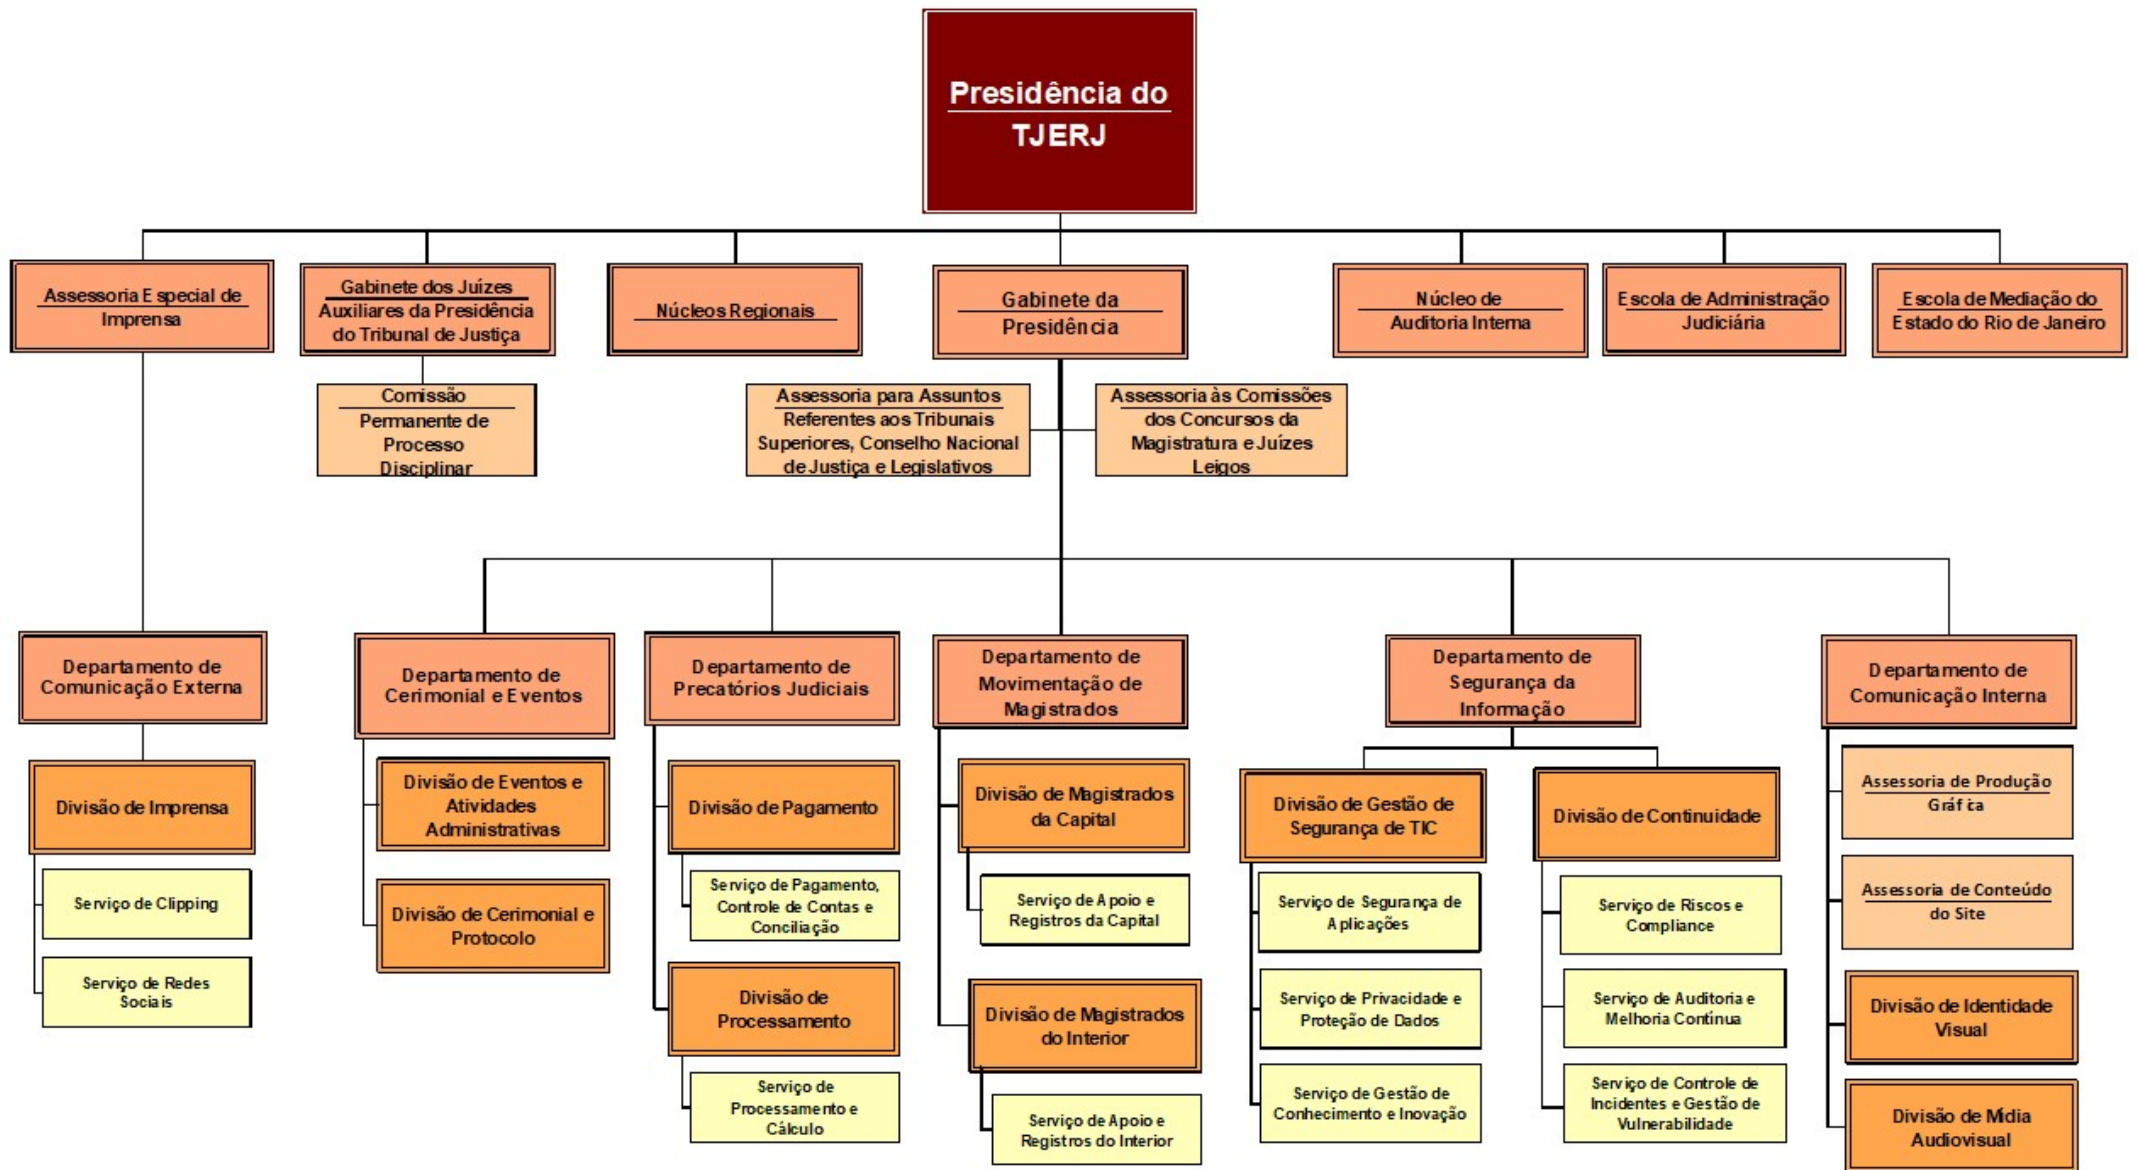 Presidência do
TJERJ
Assessoria Especial de
Imprensa
Gabinete dos Juízes
Auxiliares da Presidência
do Tribunal de Justiça
Núcleos Regionais
Gabinete da
Presidência
Núcleo de
Auditoria Interna
Escola de Administração
Judiciária
Escola de Mediação do
Estado do Rio de Janeiro
Comissão
Permanente de
Processo
Disciplinar
Assessoria para Assuntos
Referentes aos Tribunais
Superiores, Conselho Nacional
de Justiça e Legislativos
Assessoria às Comissões
dos Concursos da
Magistratura e Juízes
Leigos
Departamento de
Comunicação Externa
Departamento de
Cerimonial e Eventos
Departamento de
Precatórios Judiciais
Departamento de
Movimentação de
Magistrados
Departamento de
Segurança da
Informação
Departamento de
Comunicação Interna
Divisão de Imprensa
Serviço de Clipping
Serviço de Redes
Sociais
Divisão de Eventos e
Atividades
Administrativas
Divisão de Cerimonial e
Protocolo
Divisão de Pagamento
Serviço de Pagamento,
Controle de Contas e
Conciliação
Divisão de
Processamento
Serviço de
Processamento e
Cálculo
Divisão de Magistrados
da Capital
Serviço de Apoio e
Registros da Capital
Divisão de Magistrados
do Interior
Serviço de Apoio e
Registros do Interior
Divisão de Gestão de
Segurança de TIC
Serviço de Segurança de
Aplicações
Serviço de Privacidade e
Proteção de Dados
Serviço de Gestão de
Conhecimento e Inovação
Divisão de Continuidade
Serviço de Riscos e
Compliance
Serviço de Auditoria e
Melhoria Contínua
Serviço de Controle de
Incidentes e Gestão de
Vulnerabilidade
Assessoria de Produção
Gráfica
Assessoria de Conteúdo
do Site
Divisão de Identidade
Visual
Divisão de Mídia
Audiovisual